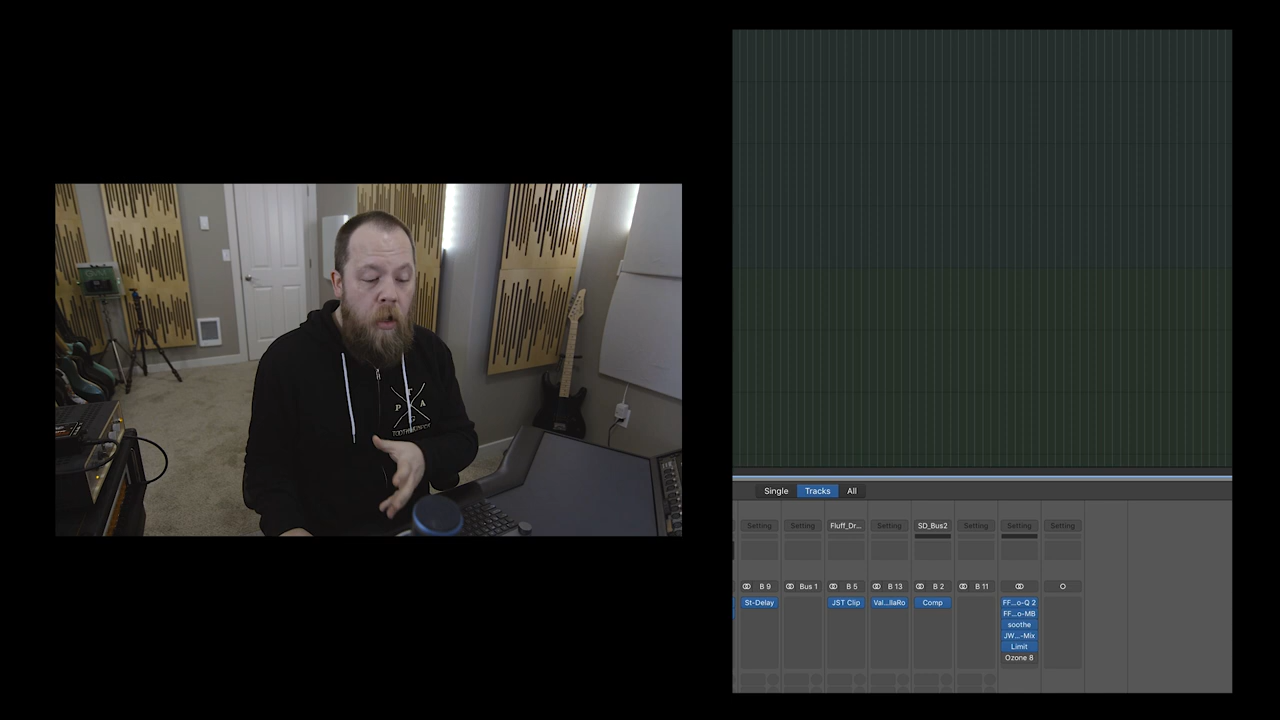 T
P A
G
Single Tracks All
Setting Setting Fluff_Dr... Setting SD_Bus2 Setting Setting Setting
B 9 Bus 1 B 5 B 13 B 2 B 11
St-Delay JST Clip Val...llaRo Comp FF...o-Q 2
FF...o-MB
soothe
JW...-Mix
Limit
Ozone 8